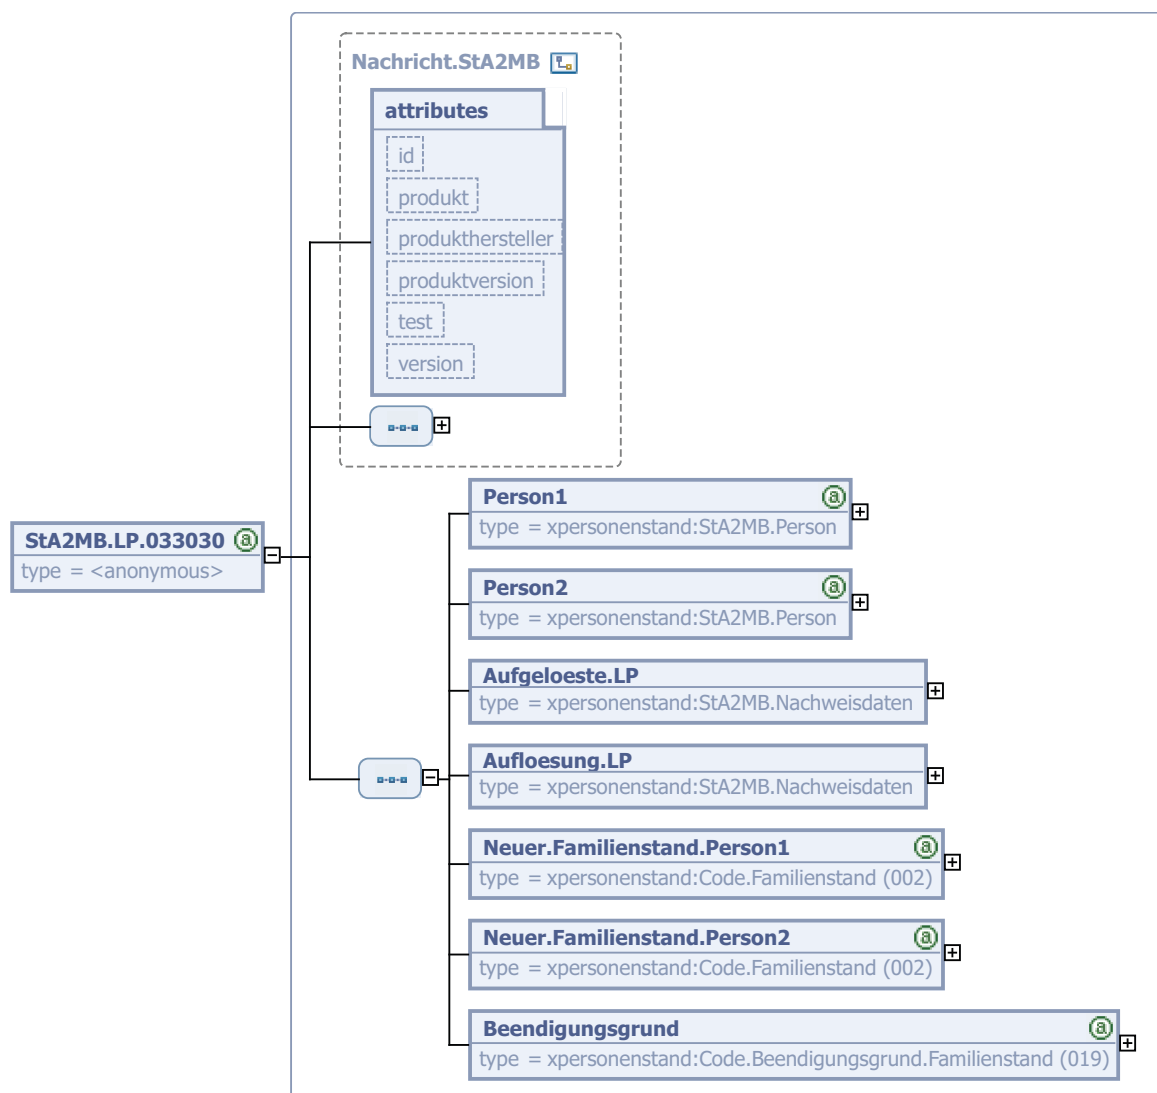 Nachricht.StA2MB
attributes
id
produkt
produkthersteller
produktversion
test
version
StA2MB.LP.033030
type = <anonymous>
Person1
type = xpersonenstand:StA2MB.Person
Person2
type = xpersonenstand:StA2MB.Person
Aufgeloeste.LP
type = xpersonenstand:StA2MB.Nachweisdaten
Aufloesung.LP
type = xpersonenstand:StA2MB.Nachweisdaten
Neuer.Familienstand.Person1
type = xpersonenstand:Code.Familienstand (002)
Neuer.Familienstand.Person2
type = xpersonenstand:Code.Familienstand (002)
Beendigungsgrund
type = xpersonenstand:Code.Beendigungsgrund.Familienstand (019)